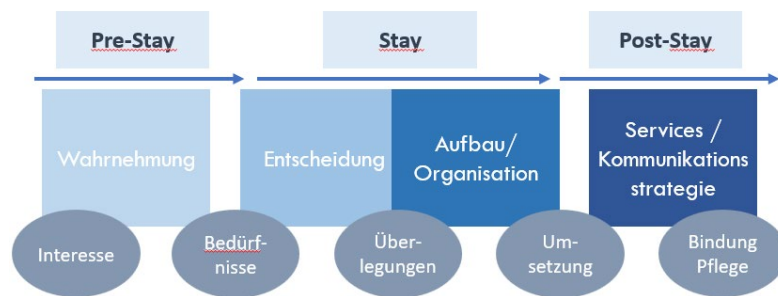 Pre-Stay
Stay
Post-Stay
Wahrnehmung
Entscheidung
Aufbau/
Organisation
Services /
Kommunikations
strategie
Interesse
Bedürf-
nisse
Über-
legungen
Um-
setzung
Bindung
Pflege